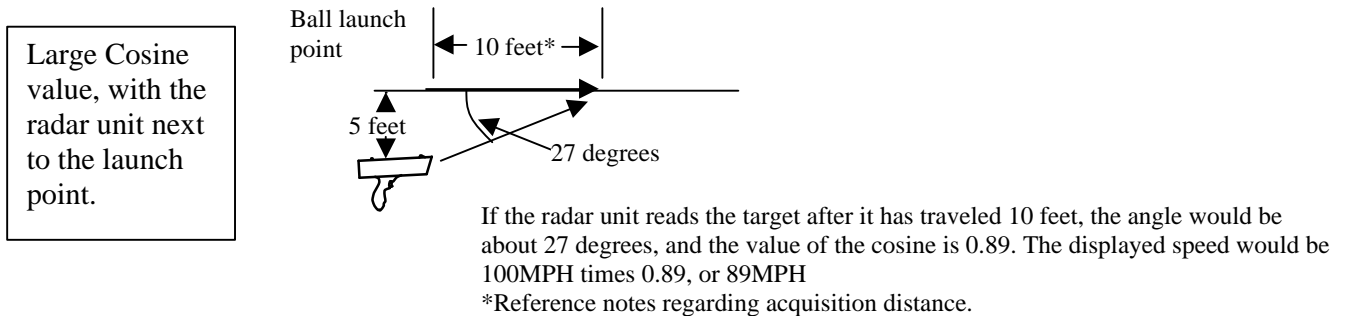 Large Cosine
value, with the
radar unit next
to the launch
point.
Ball launch
point
10 feet*
5 feet
27 degrees
If the radar unit reads the target after it has traveled 10 feet, the angle would be
about 27 degrees, and the value of the cosine is 0.89. The displayed speed would be
100MPH times 0.89, or 89MPH
*Reference notes regarding acquisition distance.